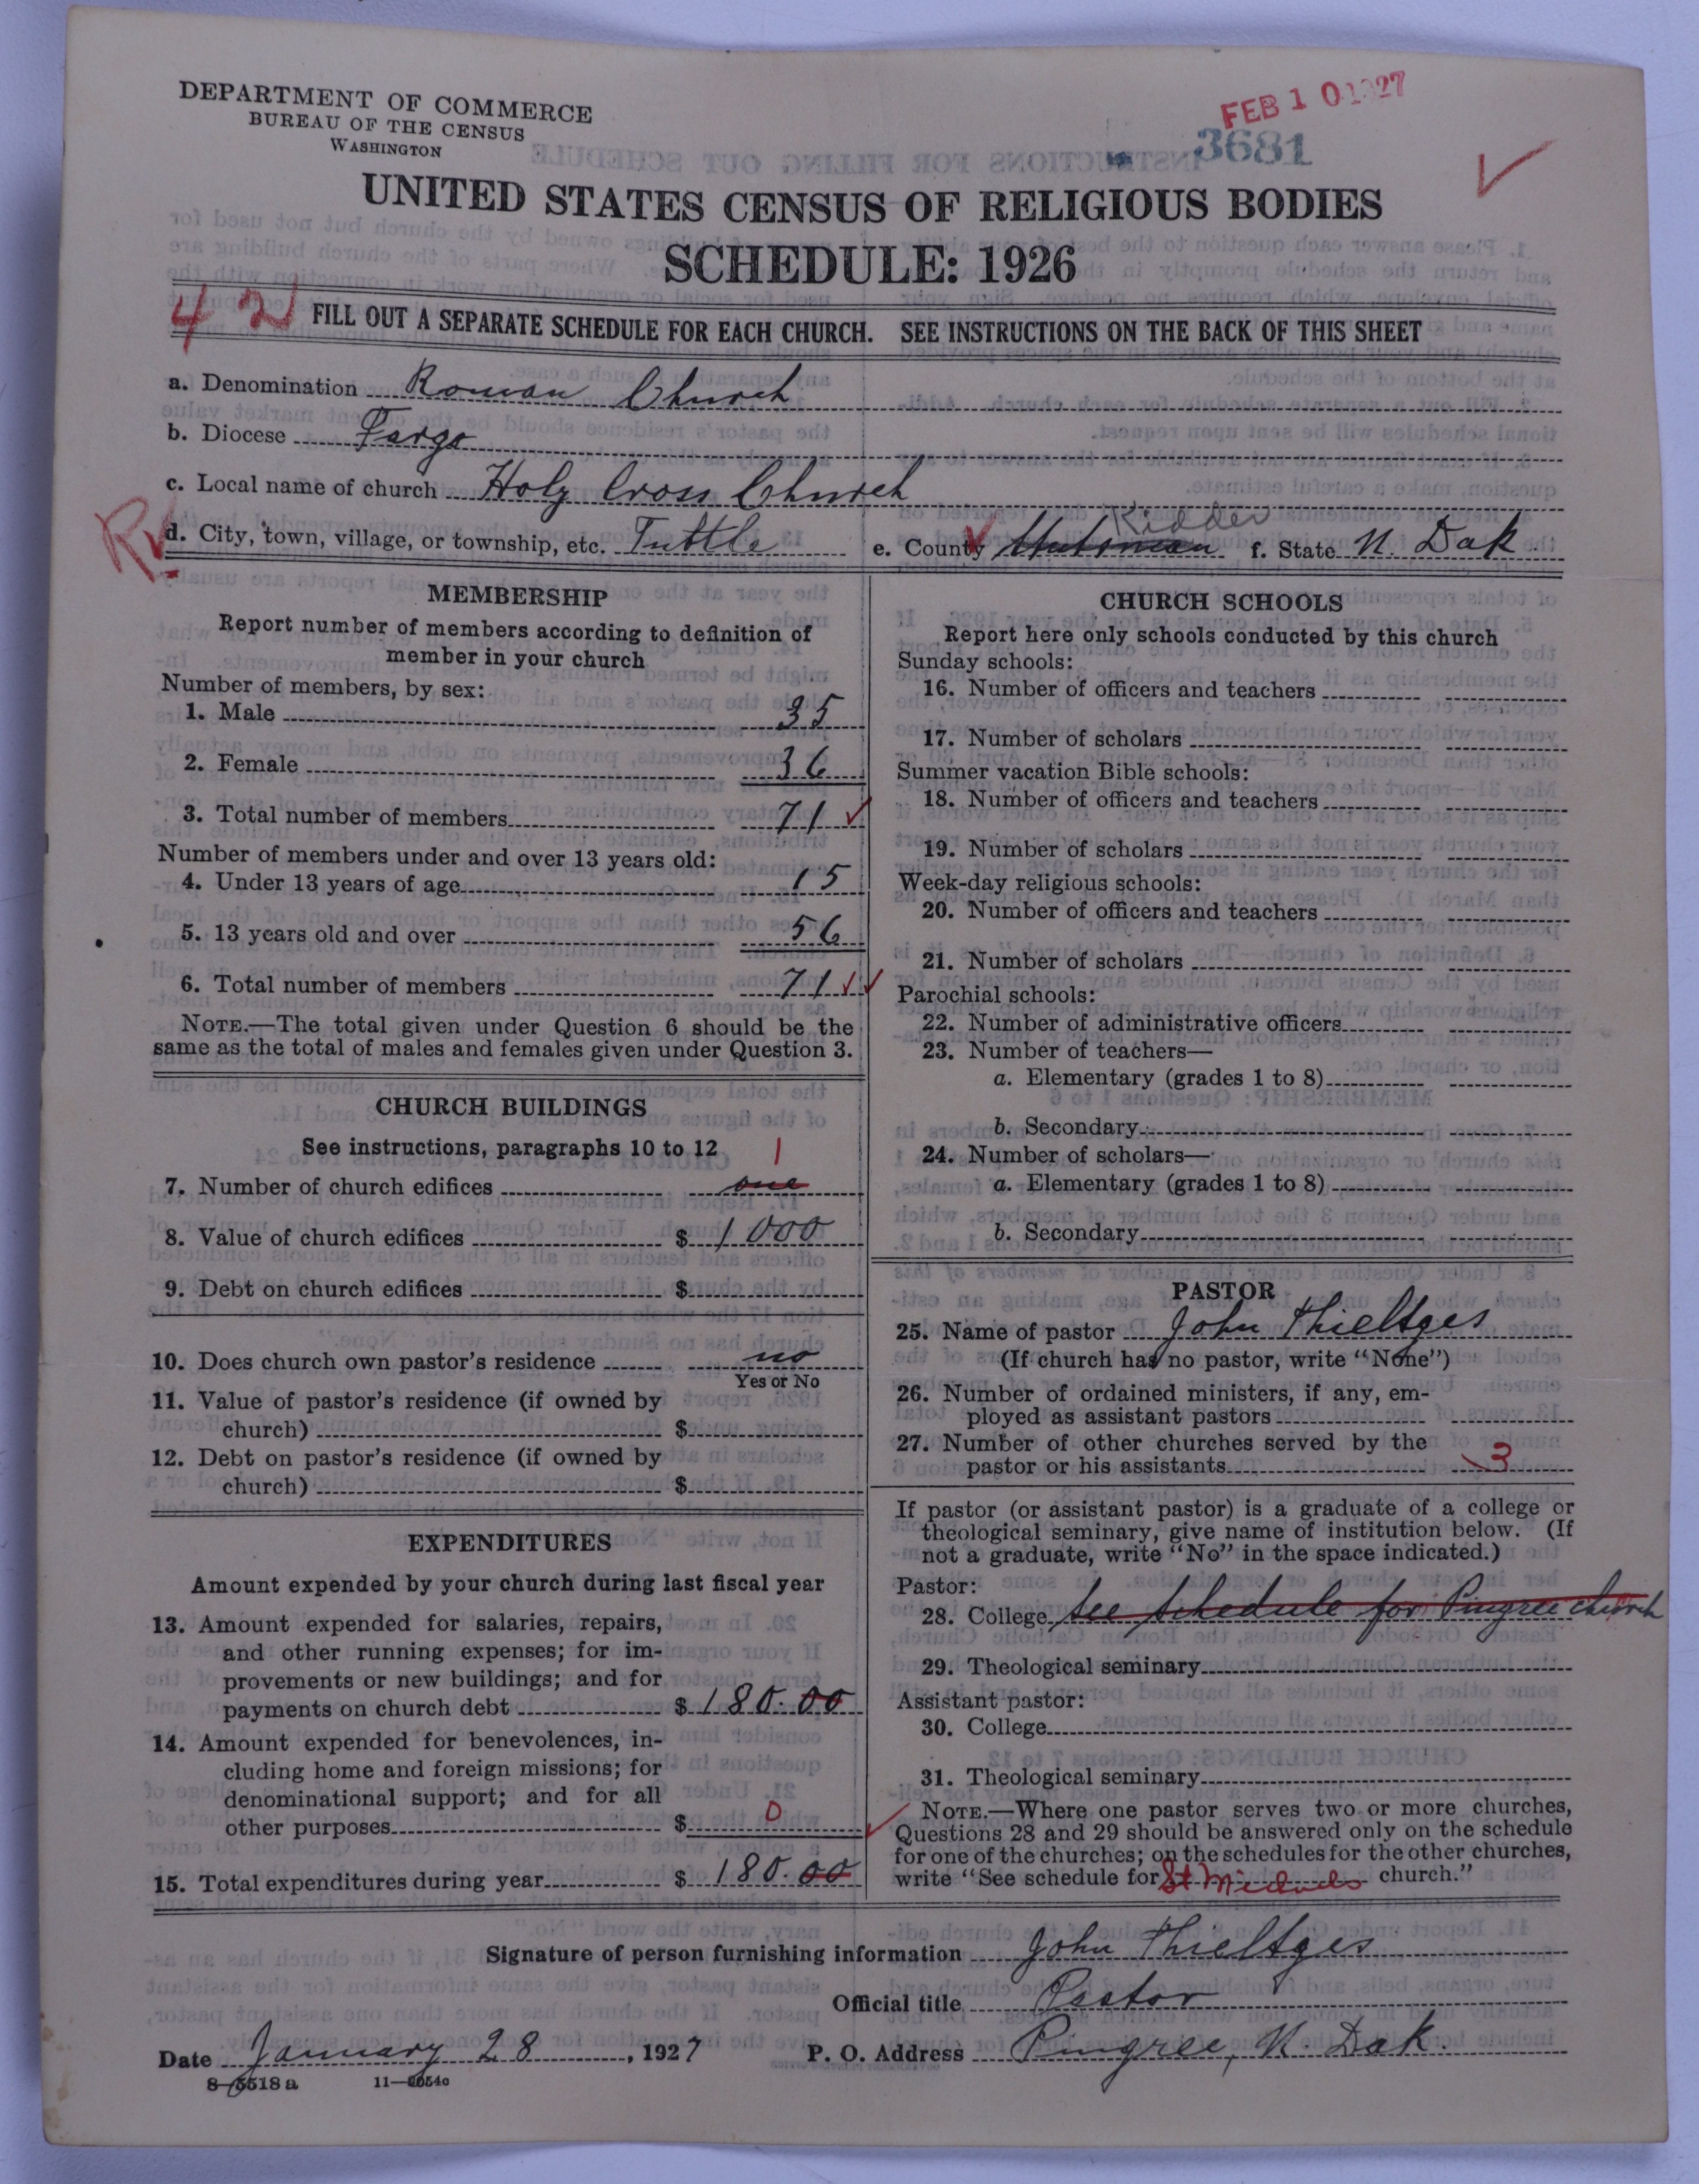 DEPARTMENT OF COMMERCE
BUREAU OF THE CENSUS
WASHINGTON
FEB 10 1927
3681
UNITED STATES CENSUS OF RELIGIOUS BODIES
SCHEDULE: 1926
42
FILL OUT A SEPARATE SCHEDULE FOR EACH CHURCH. SEE INSTRUCTIONS ON THE BACK OF THIS SHEET
a. Denomination Roman Church
b. Diocese Fargo
c. Local name of church Holy Cross Church
d. City, town, village, or township, etc. Tuttle e. County Kidder f. State N. Dak.
MEMBERSHIP
Report number of members according to definition of
member in your church
Number of members, by sex:
1. Male 35
2. Female 36
3. Total number of members 71
Number of members under and over 13 years old:
4. Under 13 years of age 15
5. 13 years old and over 56
6. Total number of members 71
NOTE.—The total given under Question 6 should be the
same as the total of males and females given under Question 3.
CHURCH BUILDINGS
See instructions, paragraphs 10 to 12
1
7. Number of church edifices one
8. Value of church edifices $ 1000
9. Debt on church edifices $
10. Does church own pastor's residence no
Yes or No
11. Value of pastor's residence (if owned by
church) $
12. Debt on pastor's residence (if owned by
church) $
EXPENDITURES
Amount expended by your church during last fiscal year
13. Amount expended for salaries, repairs,
and other running expenses; for im-
provements or new buildings; and for
payments on church debt $ 180.00
14. Amount expended for benevolences, in-
cluding home and foreign missions; for
denominational support; and for all
other purposes $ 0
15. Total expenditures during year $ 180.00
CHURCH SCHOOLS
Report here only schools conducted by this church
Sunday schools:
16. Number of officers and teachers
17. Number of scholars
Summer vacation Bible schools:
18. Number of officers and teachers
19. Number of scholars
Week-day religious schools:
20. Number of officers and teachers
21. Number of scholars
Parochial schools:
22. Number of administrative officers
23. Number of teachers—
a. Elementary (grades 1 to 8)
b. Secondary
24. Number of scholars—
a. Elementary (grades 1 to 8)
b. Secondary
PASTOR
25. Name of pastor John Thieltges
(If church has no pastor, write "None")
26. Number of ordained ministers, if any, em-
ployed as assistant pastors
27. Number of other churches served by the
pastor or his assistants 3
If pastor (or assistant pastor) is a graduate of a college or
theological seminary, give name of institution below. (If
not a graduate, write "No" in the space indicated.)
Pastor:
28. College See schedule for Pingree church
29. Theological seminary
Assistant pastor:
30. College
31. Theological seminary
NOTE.—Where one pastor serves two or more churches,
Questions 28 and 29 should be answered only on the schedule
for one of the churches; on the schedules for the other churches,
write "See schedule for St Michaels church."
Signature of person furnishing information John Thieltges
Official title Pastor
Date January 28, 1927 P. O. Address Pingree, N. Dak.
8-5518 a 11—